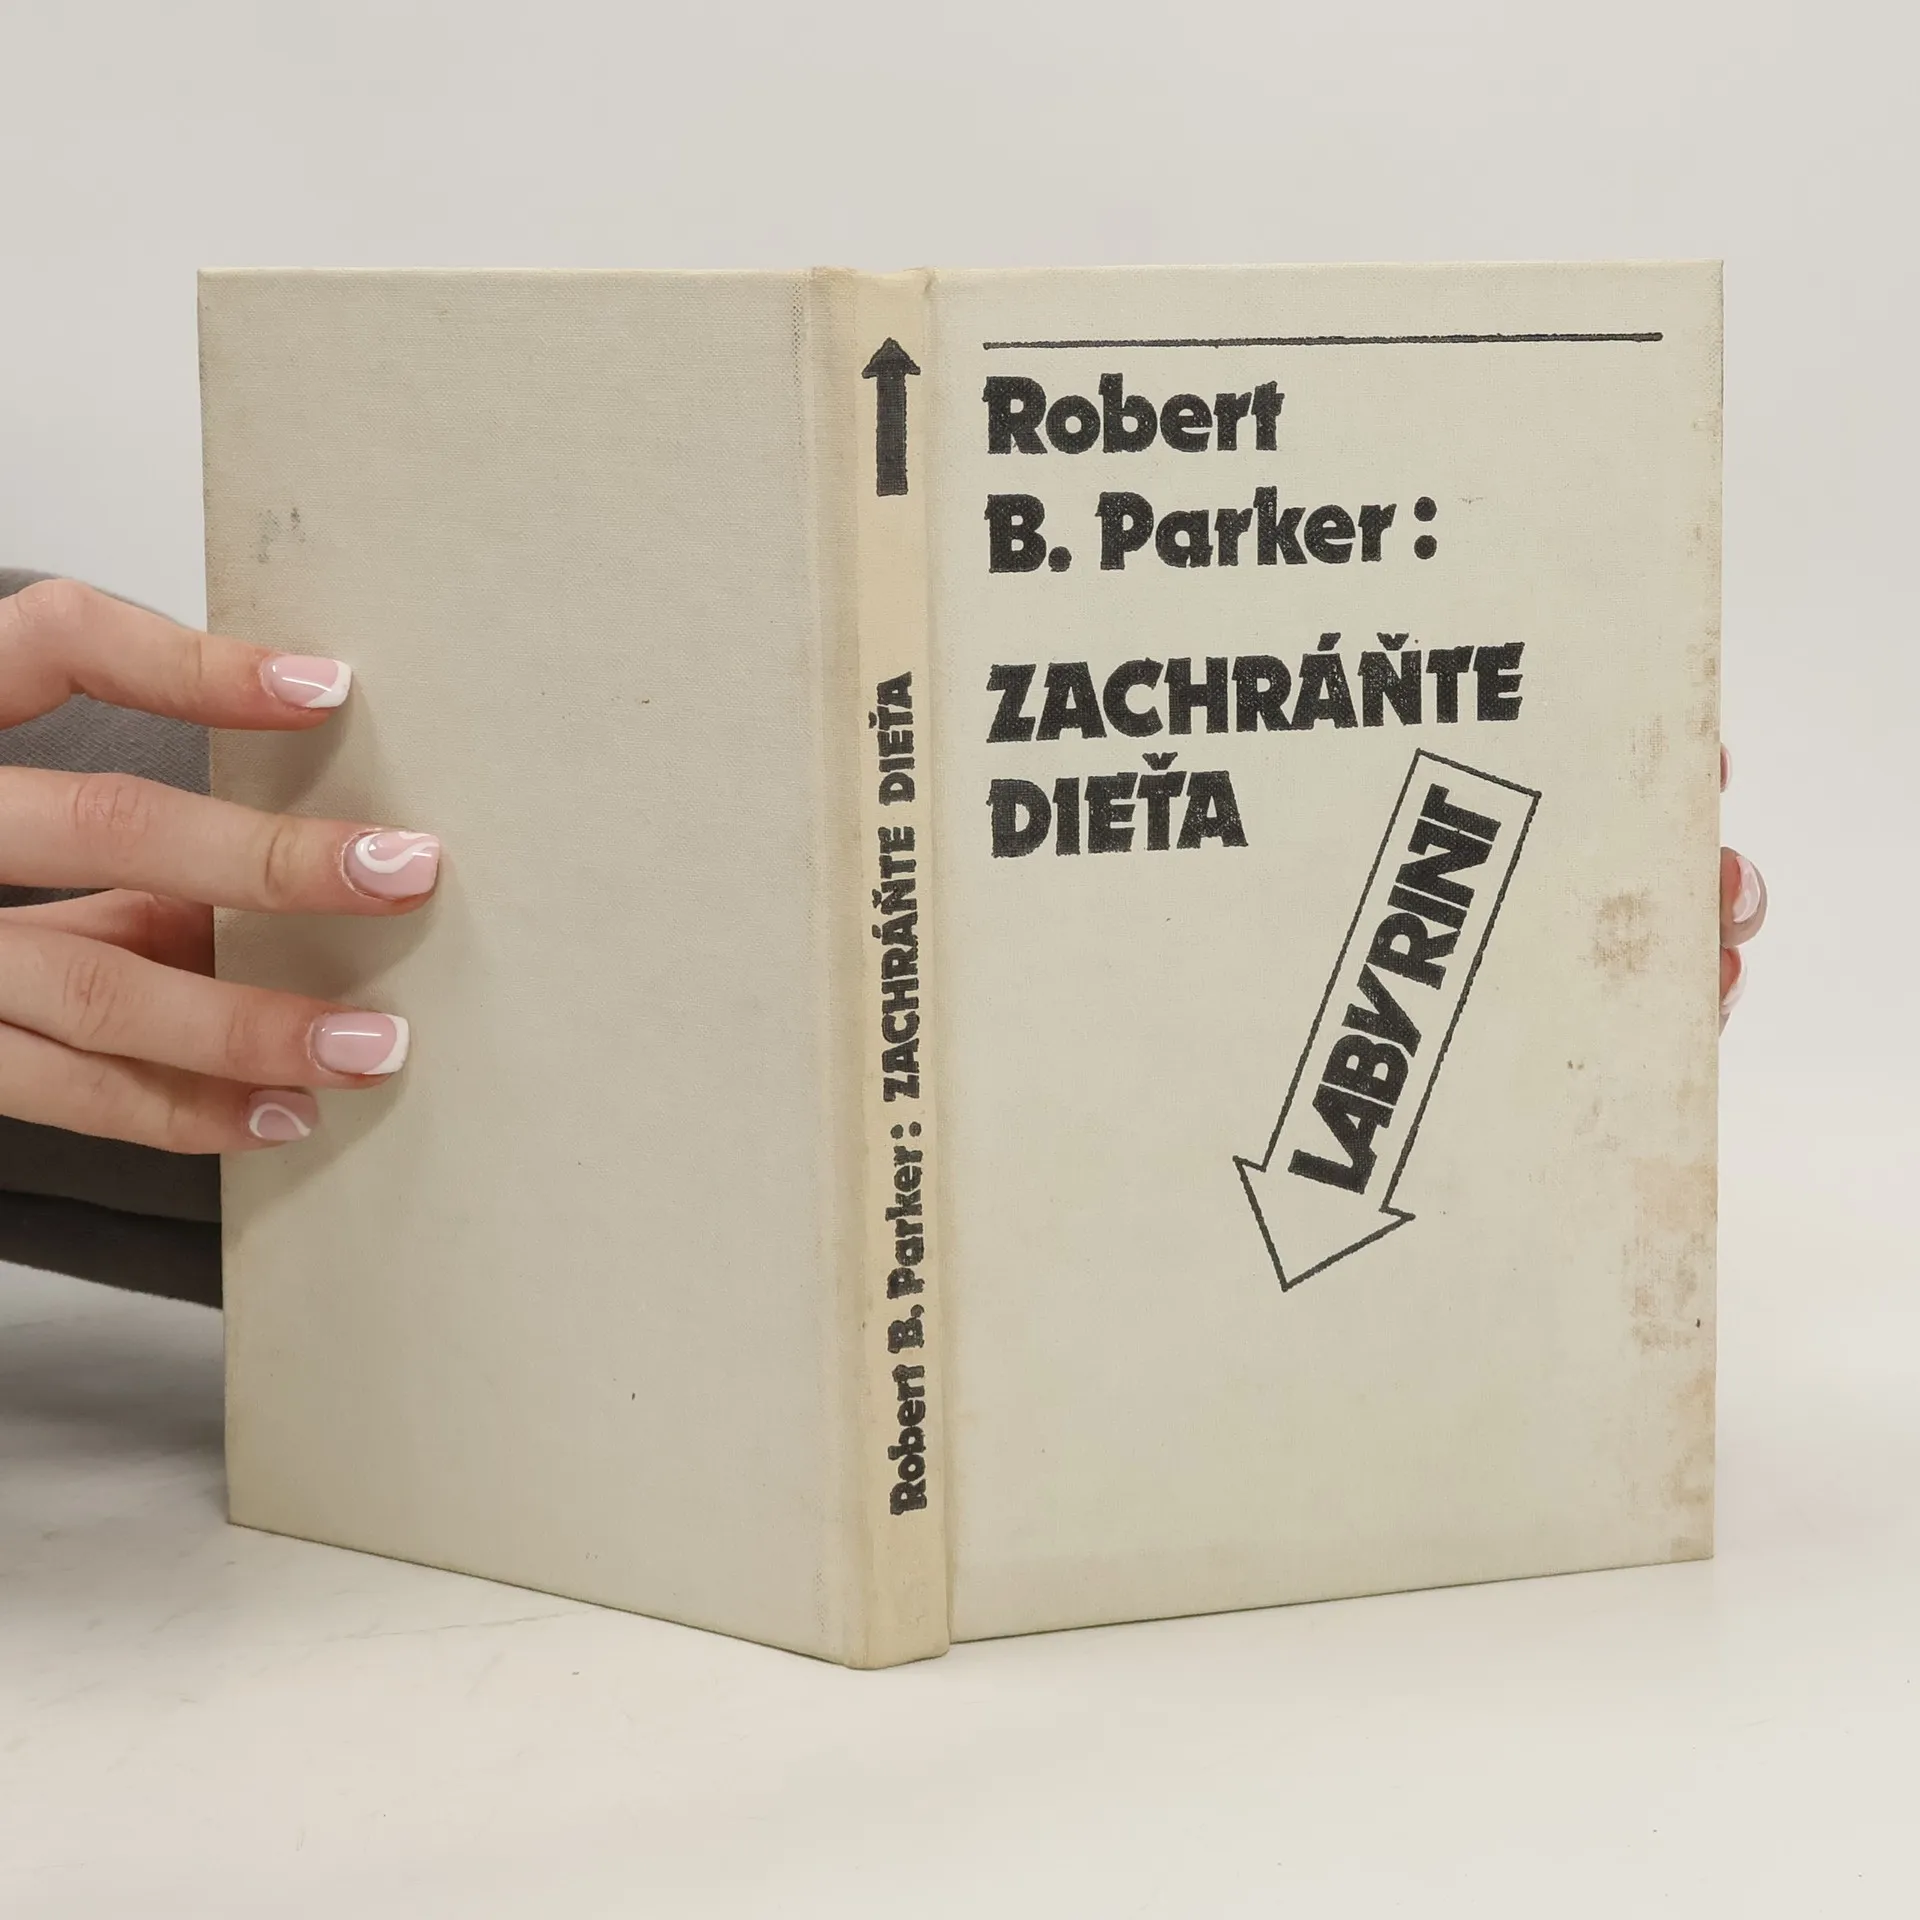 Robert B. Parker: ZACHRÁŇTE DIEŤA
Robert
B. Parker:
ZACHRÁŇTE
DIEŤA
LABYRINT